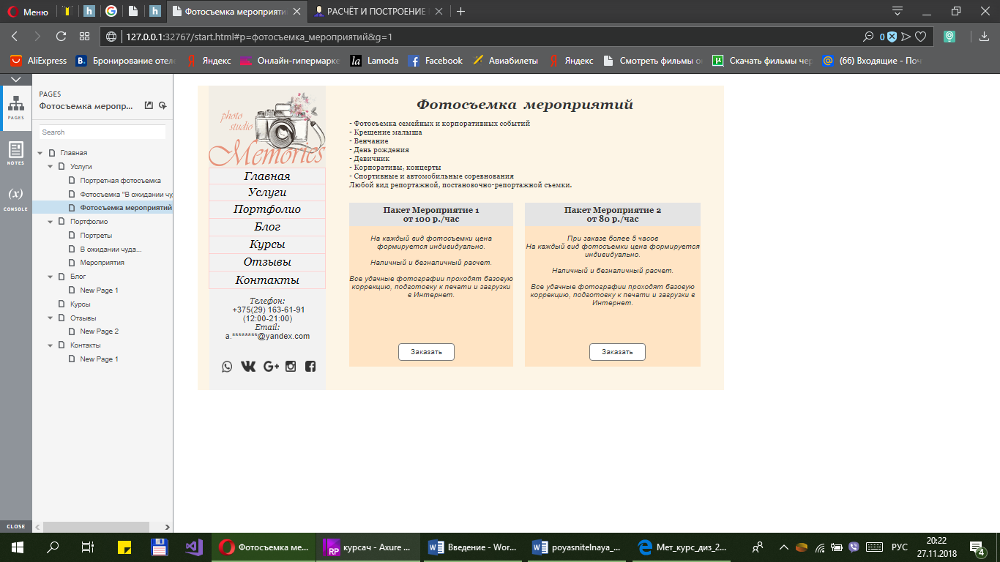 Меню
Фотосъемка мероприяти
РАСЧЁТ И ПОСТРОЕНИЕ
127.0.0.1:32767/start.html#p=фотосъемка_мероприятий&g=1
0
AliExpress
B. Бронирование отеле
Яндекс
Онлайн-гипермарке
la Lamoda
Facebook
Авиабилеты
Яндекс
Смотреть фильмы о
Скачать фильмы чер
(66) Входящие - Поч
PAGES
NOTES
(x)
CONSOLE
CLOSE
PAGES
Фотосъемка меропр...
Search
Главная
Услуги
Портретная фотосъемка
Фотосъемка "В ожидании чу
Фотосъемка мероприятий
Портфолио
Портреты
В ожидании чуда...
Мероприятия
Блог
New Page 1
Курсы
Отзывы
New Page 2
Контакты
New Page 1
photo
studio
Memories
Главная
Услуги
Портфолио
Блог
Курсы
Отзывы
Контакты
Телефон:
+375(29) 163-61-91
(12:00-21:00)
Email:
a.********@yandex.com
Фотосъемка мероприятий
- Фотосъемка семейных и корпоративных событий
- Крещение малыша
- Венчание
- День рождения
- Девичник
- Корпоративы, концерты
- Спортивные и автомобильные соревнования
Любой вид репортажной, постановочно-репортажной съемки.
Пакет Мероприятие 1
от 100 р./час
На каждый вид фотосьемки цена
формируется индивидуально.
Наличный и безналичный расчет.
Все удачные фотографии проходят базовую
коррекцию, подготовку к печати и загрузки
в Интернет.
Заказать
Пакет Мероприятие 2
от 80 р./час
При заказе более 5 часов
На каждый вид фотосьемки цена формируется
индивидуально.
Наличный и безналичный расчет.
Все удачные фотографии проходят базовую
коррекцию, подготовку к печати и загрузки в
Интернет.
Заказать
Фотосъемка ме...
RP курсач - Axure ...
Введение - Wor...
poyasnitelnaya_...
Мет_курс_диз_2...
РУС
20:22
27.11.2018
4